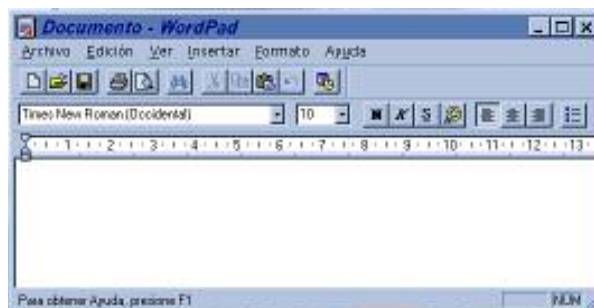 Documento - WordPad
Archivo Edición Ver Insertar Formato Ayuda
Times New Roman (Occidental) 10 N K S
1 2 3 4 5 6 7 8 9 10 11 12 13
Para obtener Ayuda, presione F1 NUM